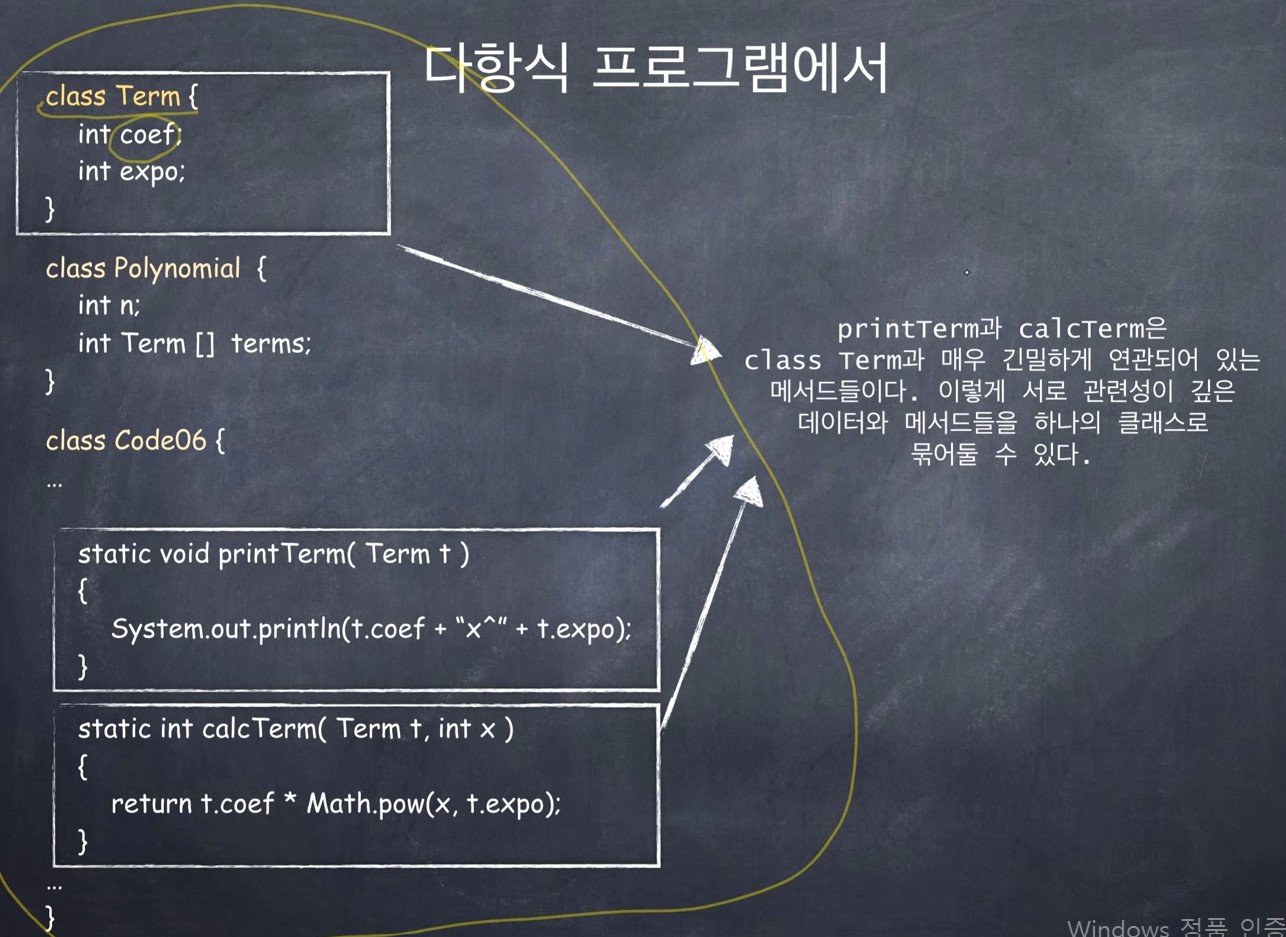 다항식 프로그램에서
class Term {
int coef;
int expo;
}
class Polynomial {
int n;
int Term [] terms;
}
class Code06 {
...
static void printTerm( Term t )
{
System.out.println(t.coef + “x^” + t.expo);
}
static int calcTerm( Term t, int x )
{
return t.coef * Math.pow(x, t.expo);
}
...
}
printTerm과 calcTerm은
class Term과 매우 긴밀하게 연관되어 있는
메서드들이다. 이렇게 서로 관련성이 깊은
데이터와 메서드들을 하나의 클래스로
묶어둘 수 있다.
Windows 정품 인증